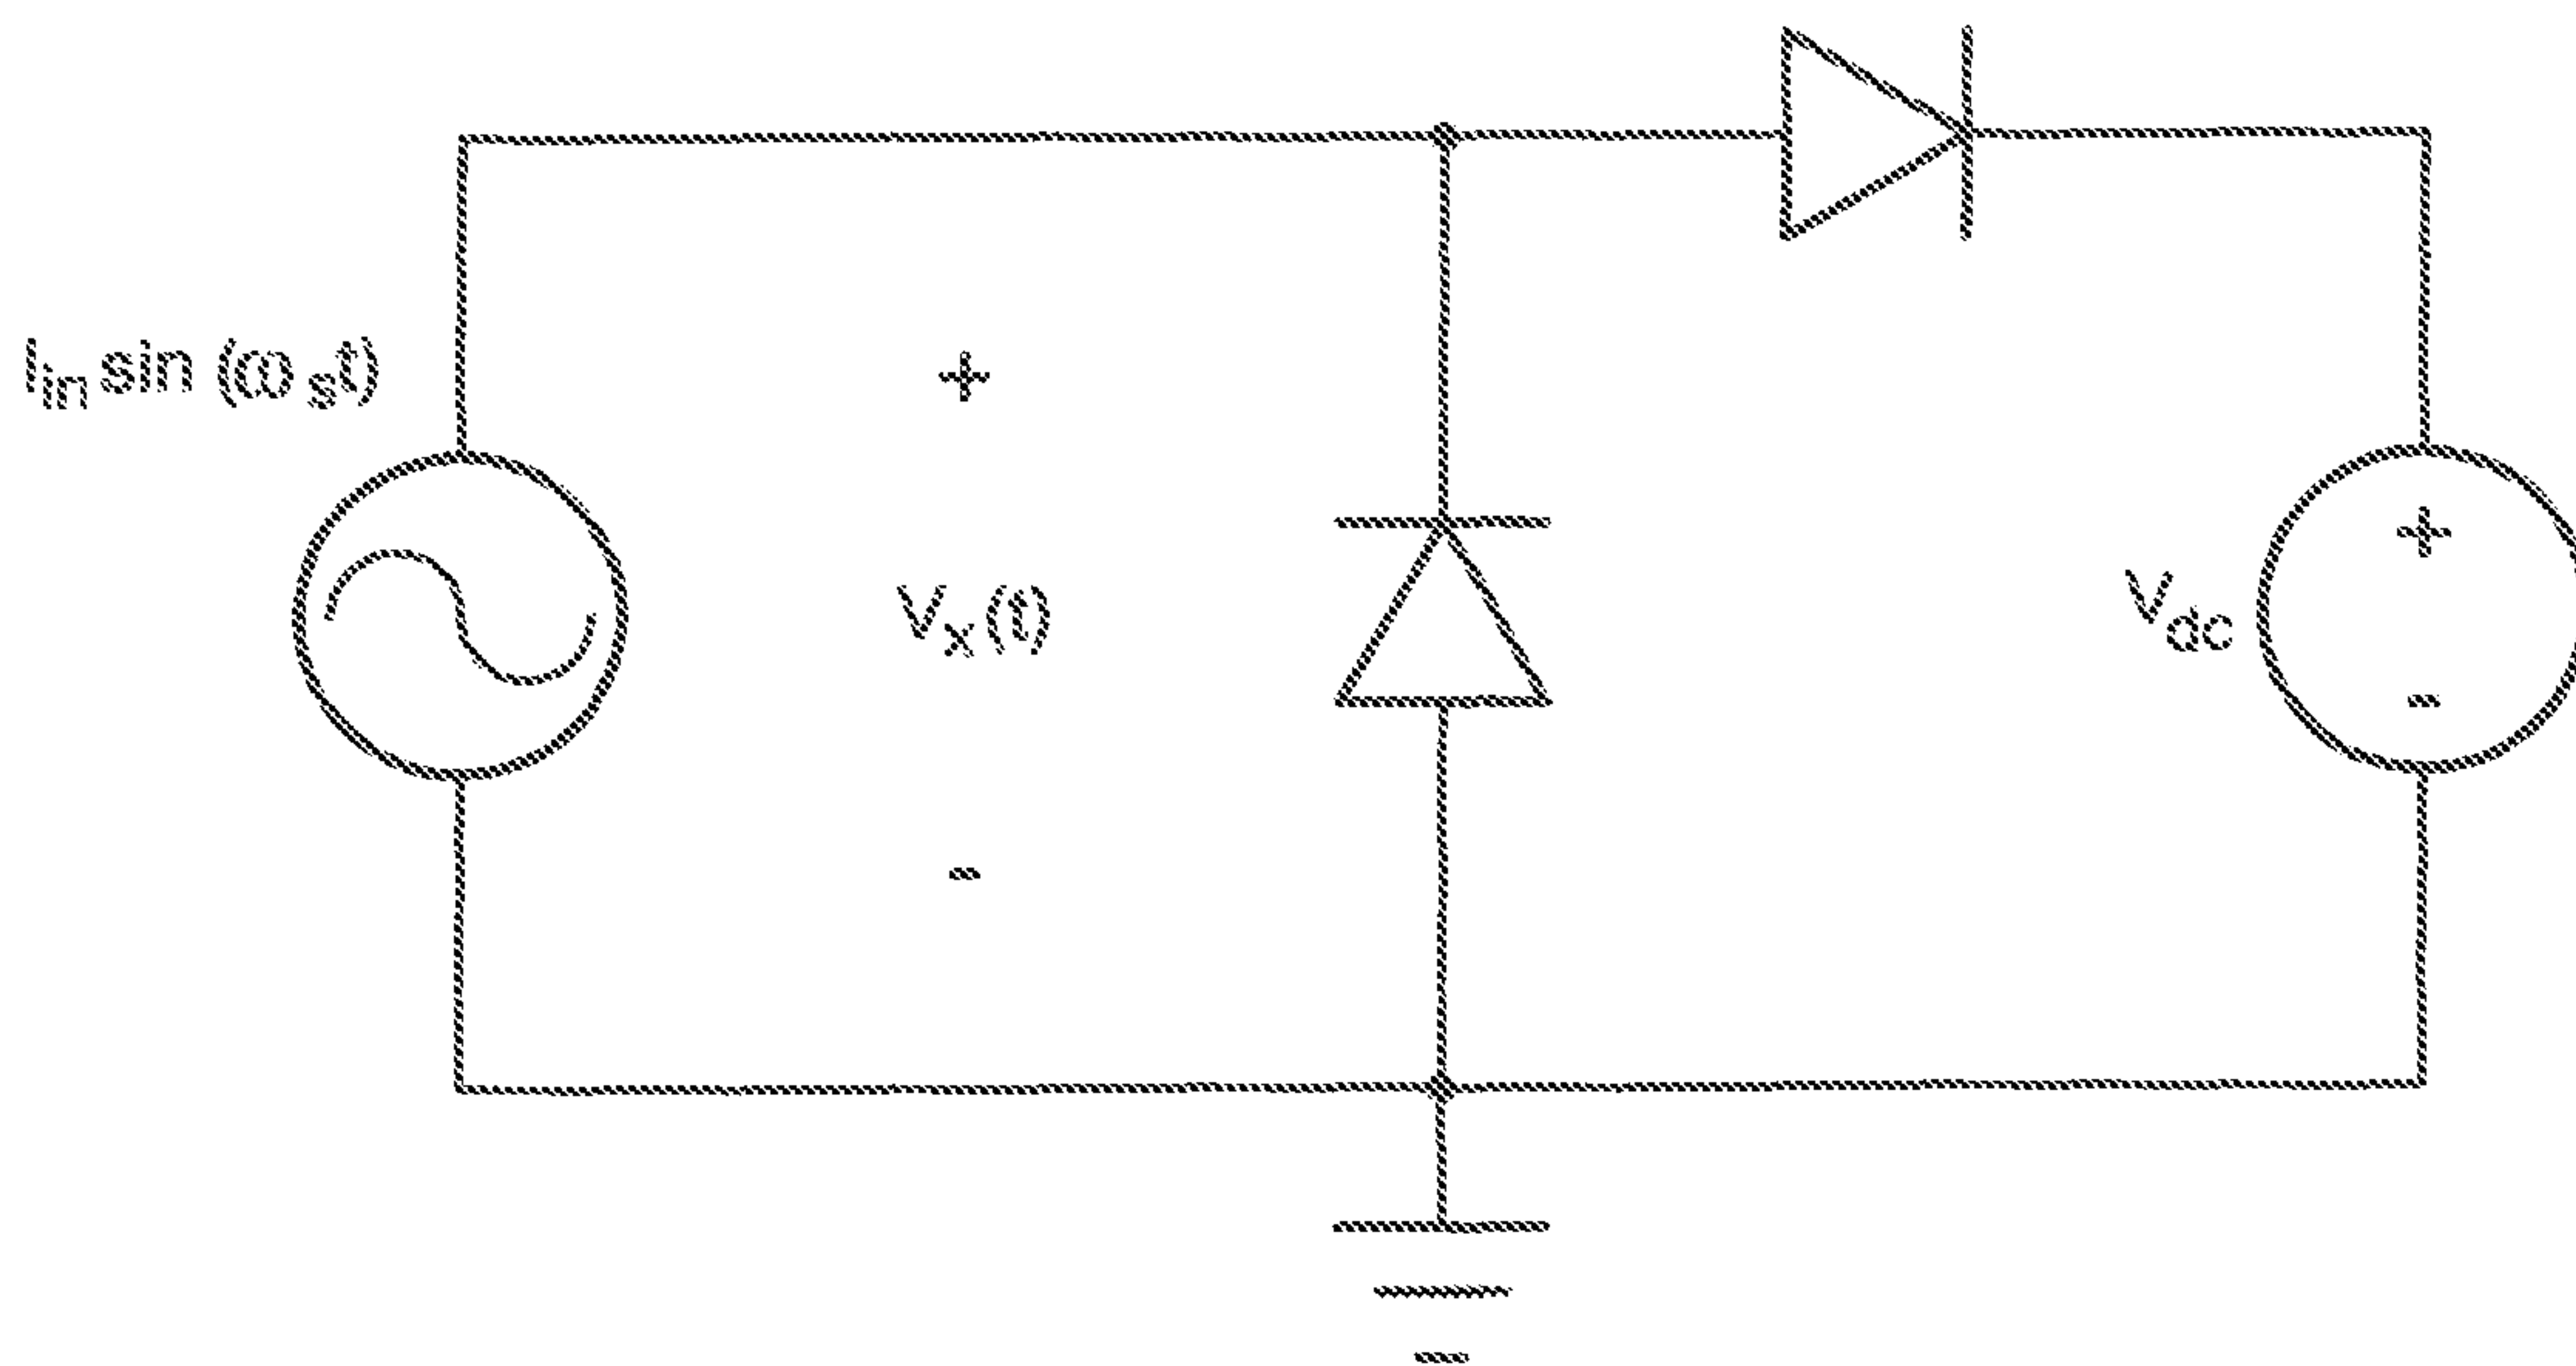 I_in sin (ω_s t)
+
V_x (t)
-
+
V_dc
-